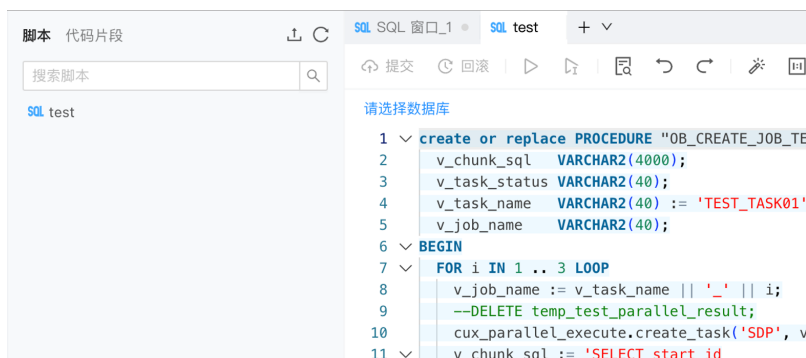 脚本 代码片段
搜索脚本
SQL test
SQL SQL 窗口_1 SQL test
提交 回滚
请选择数据库
1 create or replace PROCEDURE "OB_CREATE_JOB_TE
2 v_chunk_sql VARCHAR2(4000);
3 v_task_status VARCHAR2(40);
4 v_task_name VARCHAR2(40) := 'TEST_TASK01'
5 v_job_name VARCHAR2(40);
6 BEGIN
7 FOR i IN 1 .. 3 LOOP
8 v_job_name := v_task_name || '_' || i;
9 --DELETE temp_test_parallel_result;
10 cux_parallel_execute.create_task('SDP', v
11 v_chunk_sql := 'SELECT start_id